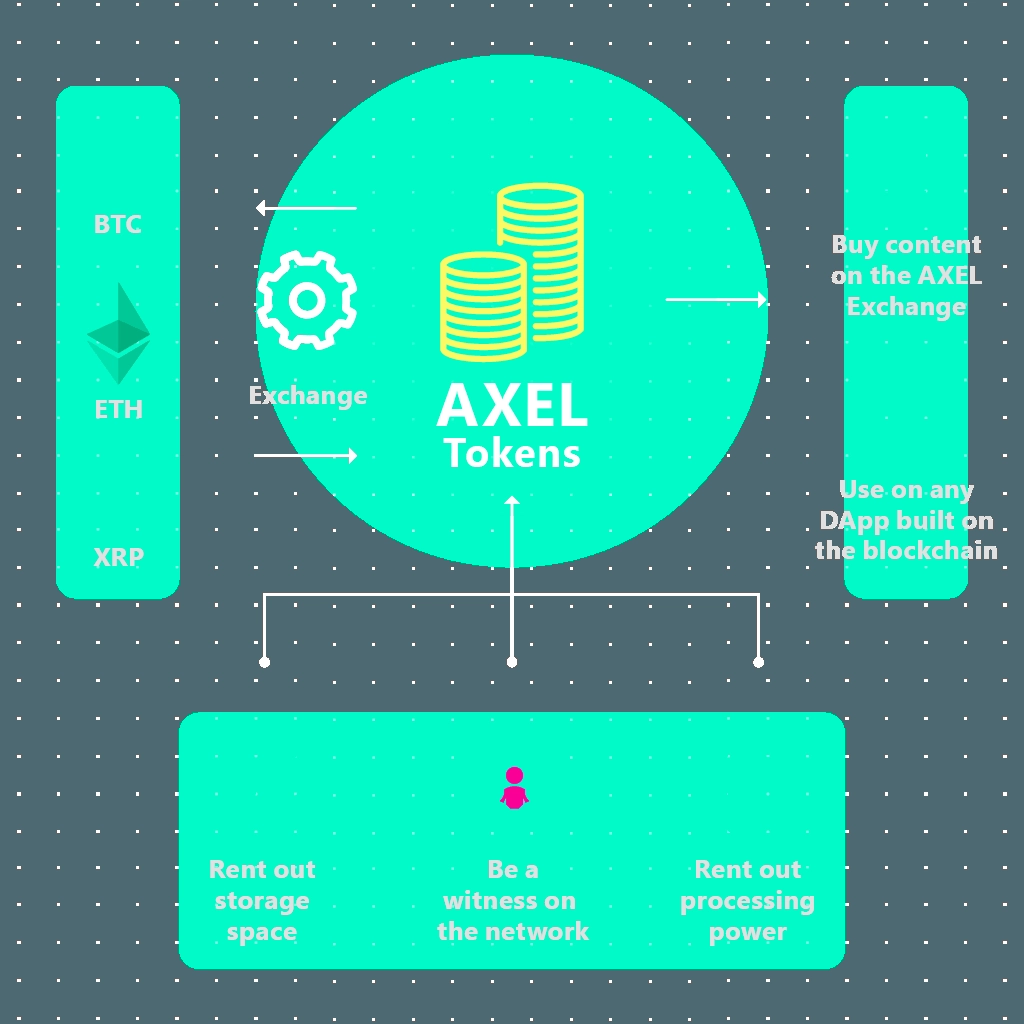 BTC
ETH
XRP
Exchange
AXEL
Tokens
Buy content
on the AXEL
Exchange
Use on any
DApp built on
the blockchain
Rent out
storage
space
Be a
witness on
the network
Rent out
processing
power